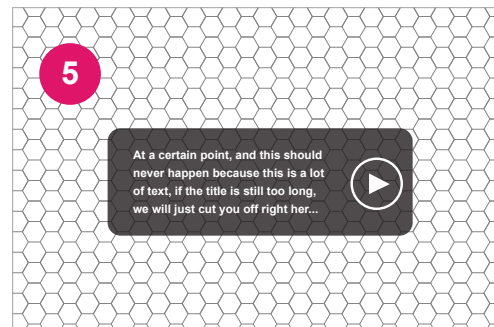 5
At a certain point, and this should
never happen because this is a lot
of text, if the title is still too long,
we will just cut you off right her...